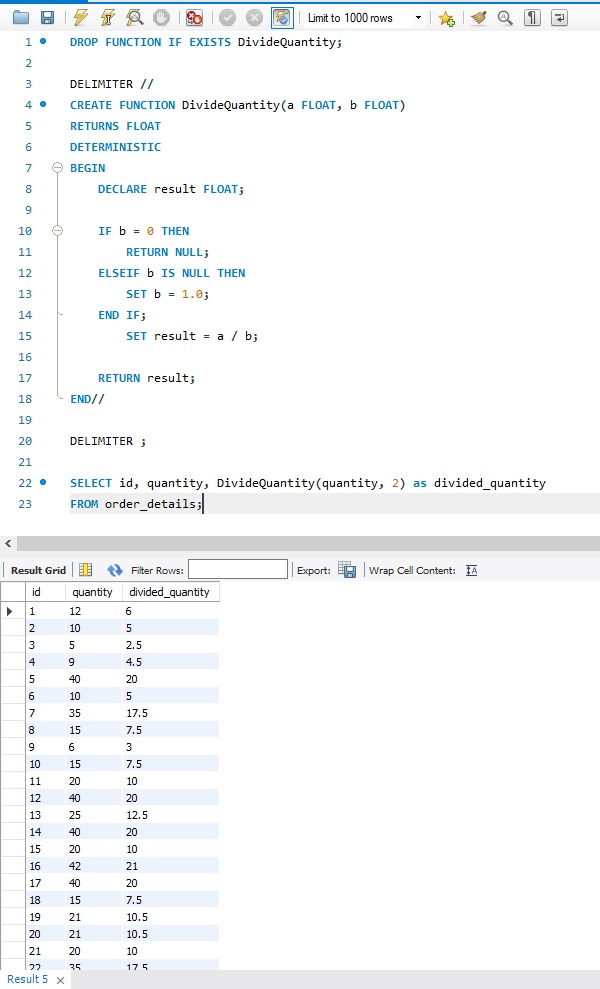 Limit to 1000 rows
1 DROP FUNCTION IF EXISTS DivideQuantity;
2
3 DELIMITER //
4 CREATE FUNCTION DivideQuantity(a FLOAT, b FLOAT)
5 RETURNS FLOAT
6 DETERMINISTIC
7 BEGIN
8 DECLARE result FLOAT;
9
10 IF b = 0 THEN
11 RETURN NULL;
12 ELSEIF b IS NULL THEN
13 SET b = 1.0;
14 END IF;
15 SET result = a / b;
16
17 RETURN result;
18 END//
19
20 DELIMITER ;
21
22 SELECT id, quantity, DivideQuantity(quantity, 2) as divided_quantity
23 FROM order_details;
Result Grid Filter Rows: Export: Wrap Cell Content:
id quantity divided_quantity
1 12 6
2 10 5
3 5 2.5
4 9 4.5
5 40 20
6 10 5
7 35 17.5
8 15 7.5
9 6 3
10 15 7.5
11 20 10
12 40 20
13 25 12.5
14 40 20
15 20 10
16 42 21
17 40 20
18 15 7.5
19 21 10.5
20 21 10.5
21 20 10
22 35 17.5
Result 5